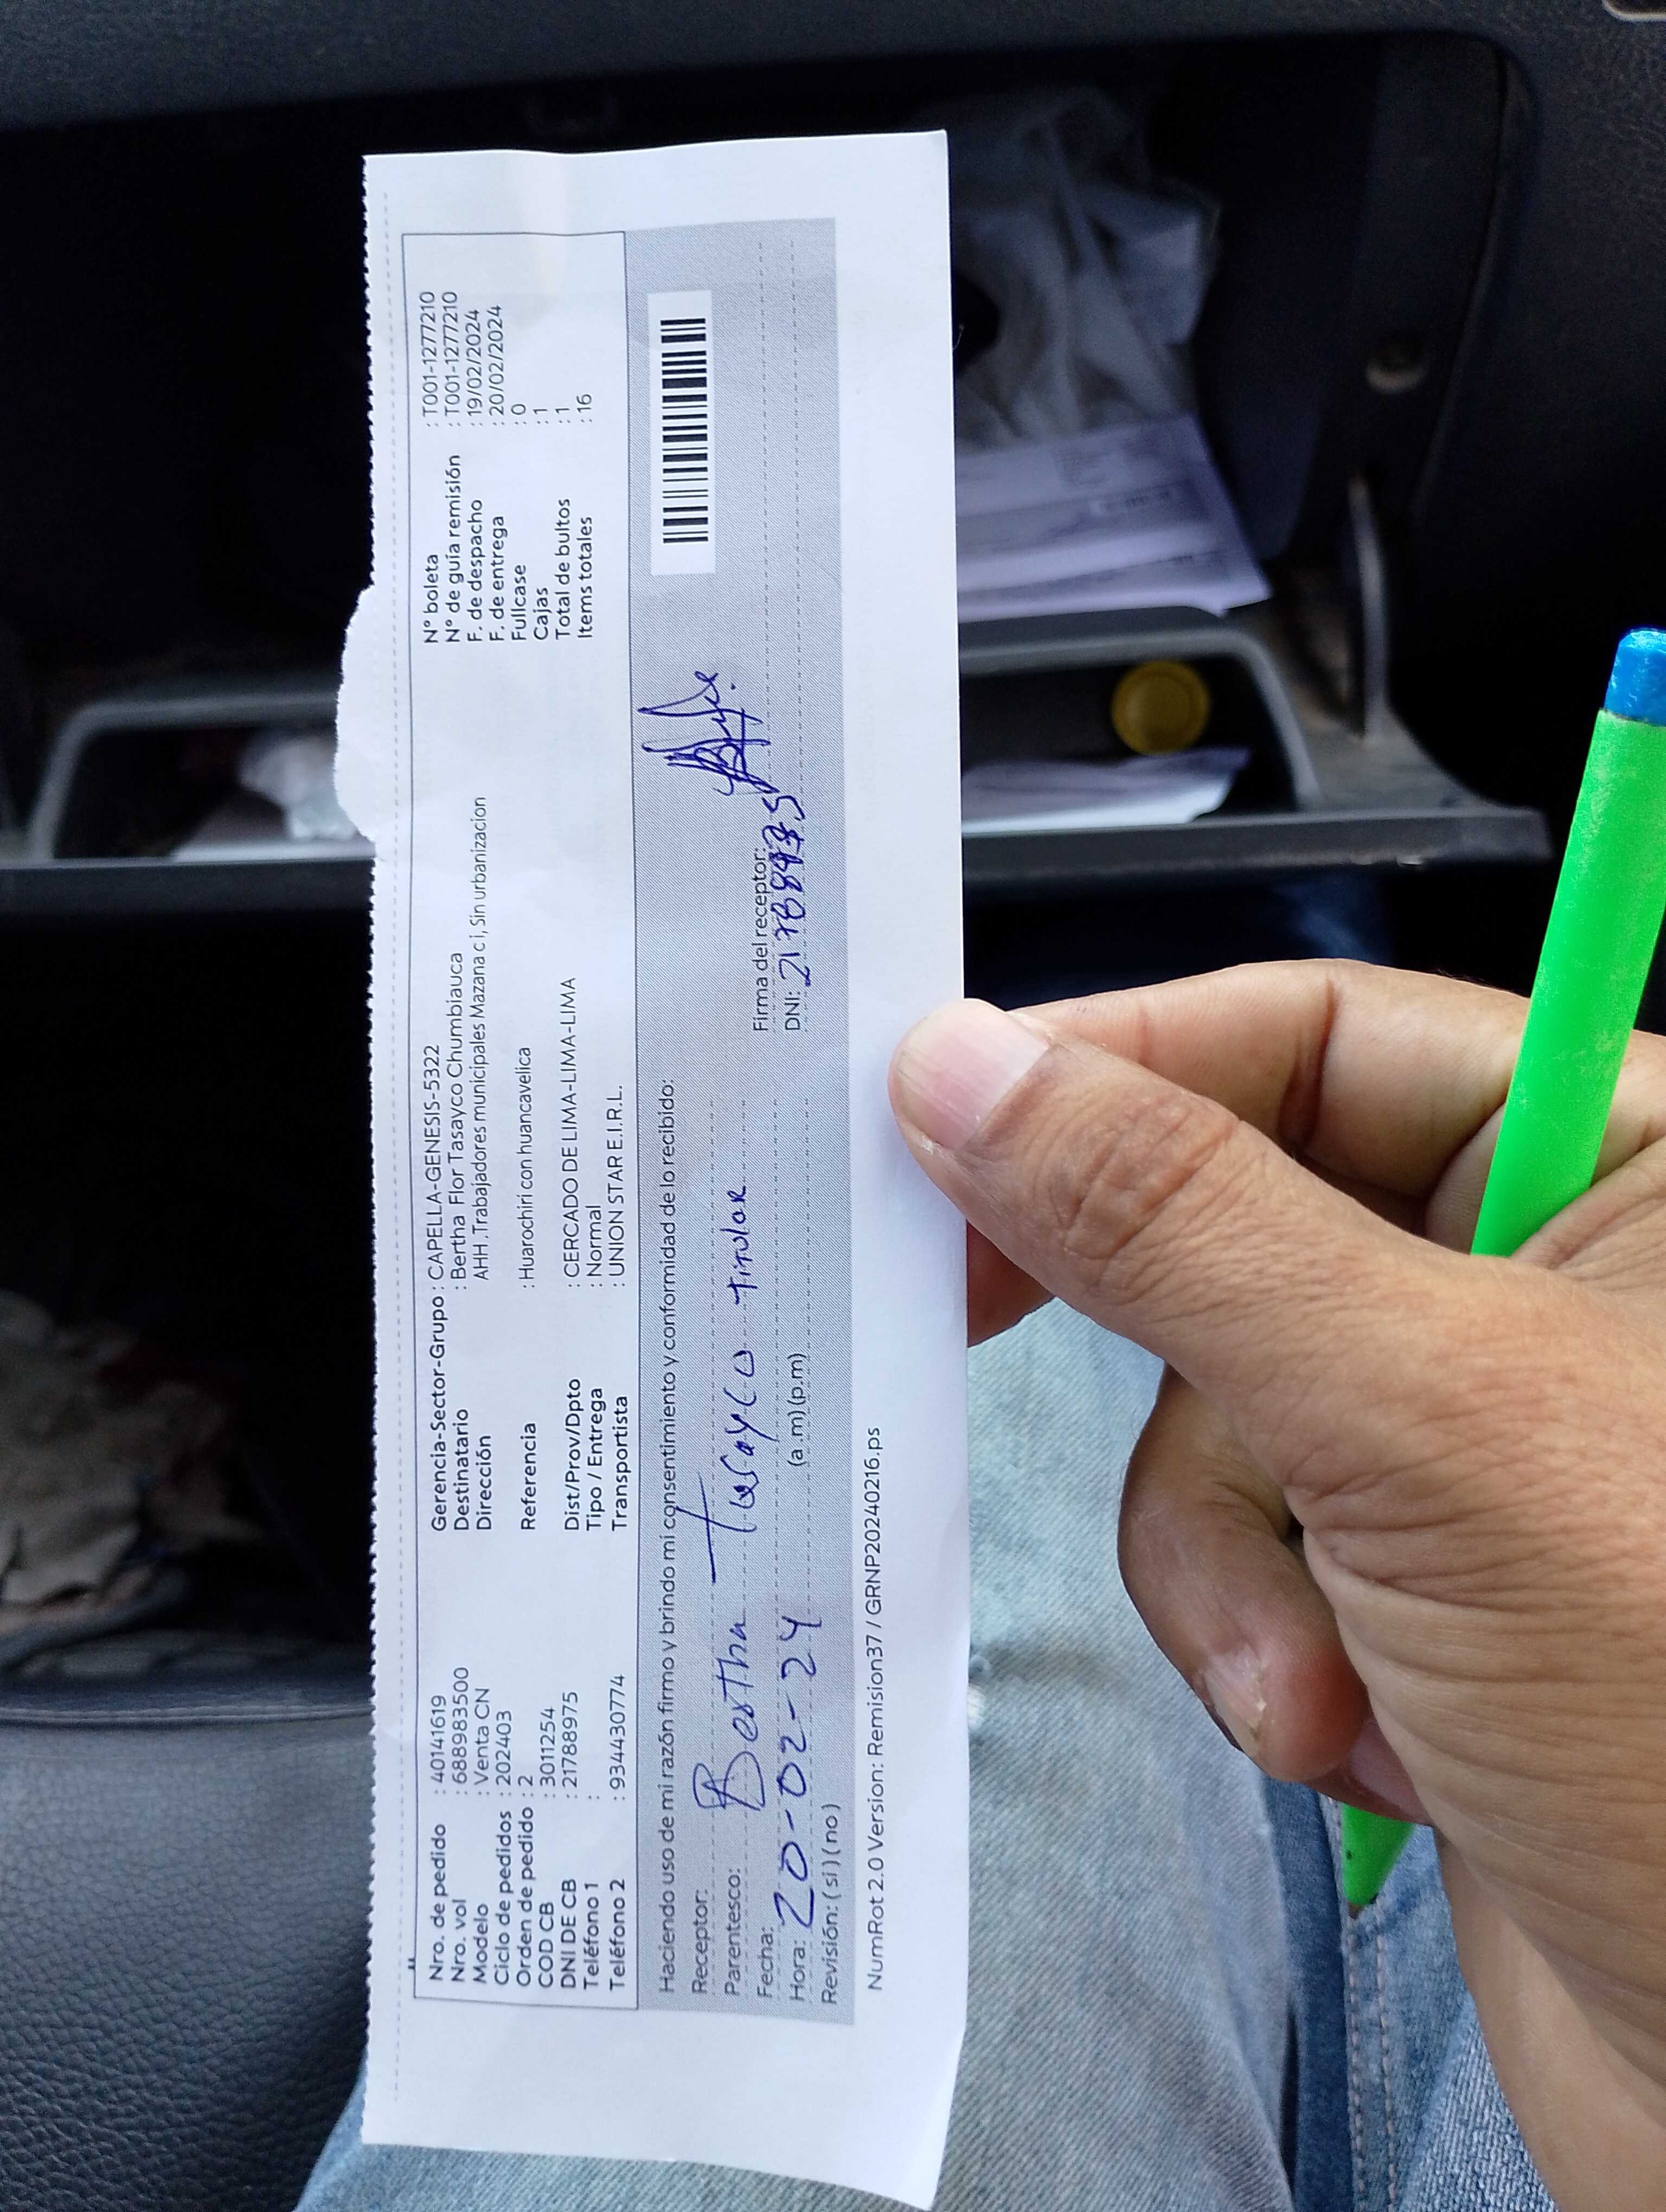 Nro. de pedido : 40141619
Nro. vol : 688983500
Modelo : Venta CN
Ciclo de pedidos : 202403
Orden de pedido : 2
COD CB : 3011254
DNI DE CB : 21788975
Teléfono 1 :
Teléfono 2 : 934430774
Gerencia-Sector-Grupo : CAPELLA-GENESIS-5322
Destinatario : Bertha Flor Tasayco Chumbiauca
Dirección AHH.Trabajadores municipales Mazana c i, Sin urbanizacion
Referencia : Huarochiri con huancavelica
Dist/Prov/Dpto : CERCADO DE LIMA-LIMA-LIMA
Tipo / Entrega : Normal
Transportista : UNION STAR E.I.R.L.
N° boleta : T001-1277210
N° de guía remisión : T001-1277210
F. de despacho : 19/02/2024
F. de entrega : 20/02/2024
Fullcase : 0
Cajas : 1
Total de bultos : 1
Items totales : 16
Haciendo uso de mi razón firmo y brindo mi consentimiento y conformidad de lo recibido:
Receptor:
Parentesco: Bertha Tasayco titular
Fecha: 20-02-24
Hora: (a.m) (p.m)
Revisión: ( si ) ( no )
Firma del receptor:
DNI: 21788975
NumRot 2.0 Version: Remision37 / GRNP20240216.ps